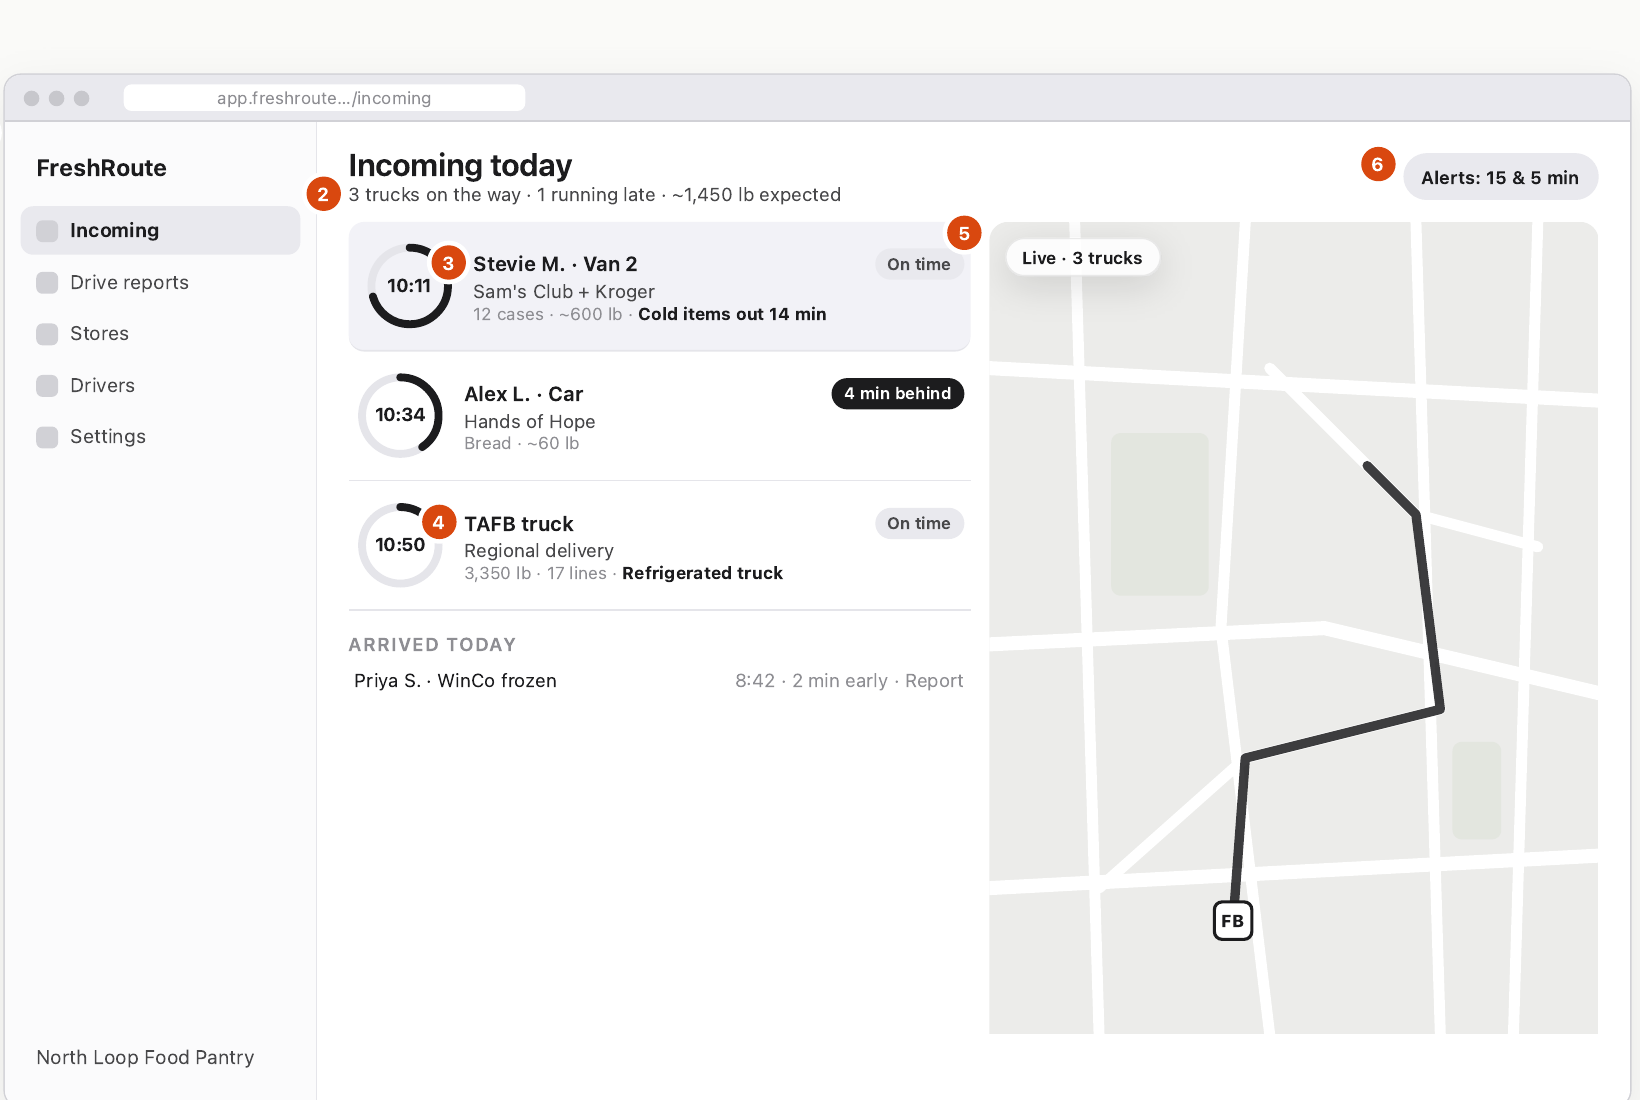 app.freshroute.../incoming
FreshRoute
Incoming
Drive reports
Stores
Drivers
Settings
North Loop Food Pantry
Incoming today
2
3 trucks on the way · 1 running late · ~1,450 lb expected
6
Alerts: 15 & 5 min
5
10:11
3
Stevie M. · Van 2
On time
Sam's Club + Kroger
12 cases · ~600 lb · Cold items out 14 min
10:34
Alex L. · Car
4 min behind
Hands of Hope
Bread · ~60 lb
10:50
4
TAFB truck
On time
Regional delivery
3,350 lb · 17 lines · Refrigerated truck
ARRIVED TODAY
Priya S. · WinCo frozen
8:42 · 2 min early · Report
Live · 3 trucks
FB